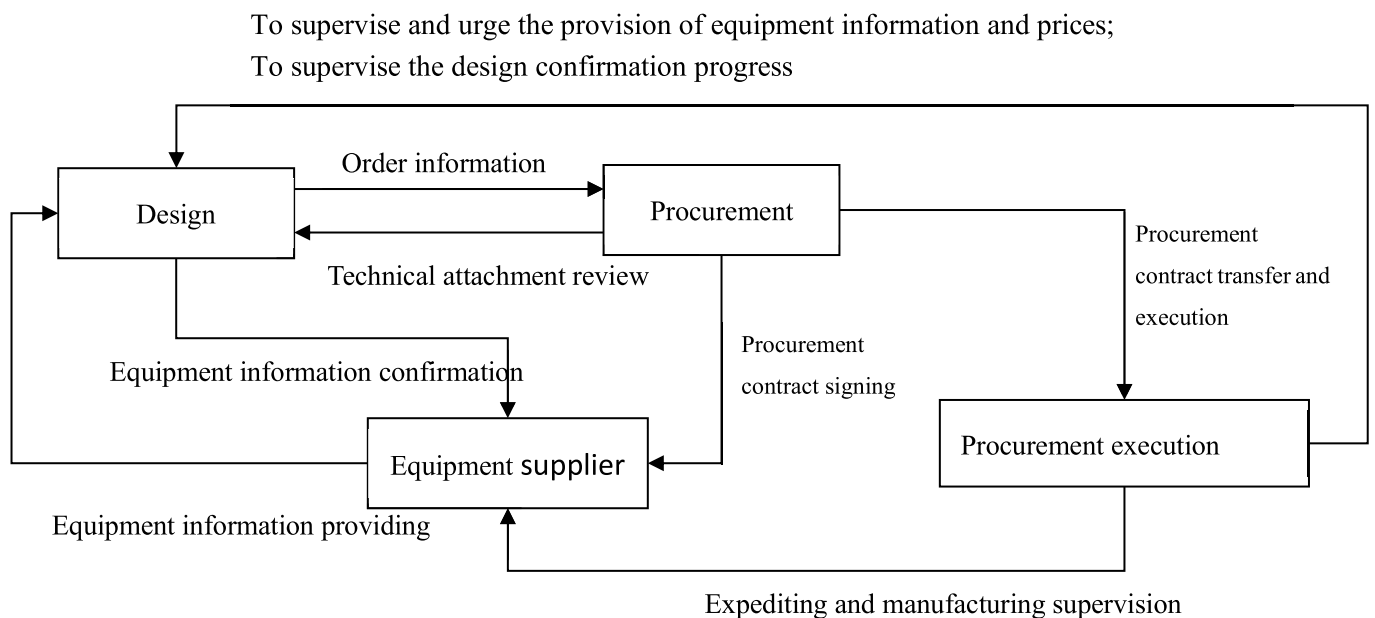 To supervise and urge the provision of equipment information and prices;
To supervise the design confirmation progress
Order information
Design
Procurement
Technical attachment review
Procurement
contract transfer and
execution
Procurement
contract signing
Equipment information confirmation
Equipment supplier
Procurement execution
Equipment information providing
Expediting and manufacturing supervision